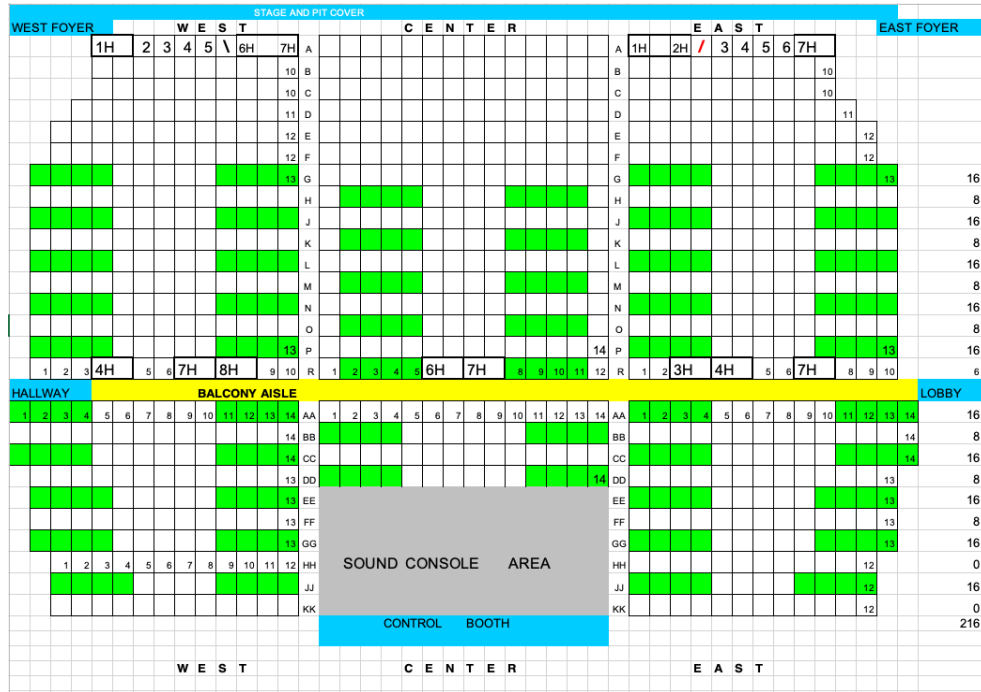 STAGE AND PIT COVER
WEST FOYER W E S T C E N T E R E A S T EAST FOYER
1H 2 3 4 5 \ 6H 7H A A 1H 2H / 3 4 5 6 7H
10 B B 10
10 C C 10
11 D D 11
12 E E 12
12 F F 12
13 G G 13 16
H H 8
J J 16
K K 8
L L 16
M M 8
N N 16
O O 8
13 P 14 P 13 16
1 2 3 4H 5 6 7H 8H 9 10 R 1 2 3 4 5 6H 7H 8 9 10 11 12 R 1 2 3H 4H 5 6 7H 8 9 10 6
HALLWAY BALCONY AISLE LOBBY
1 2 3 4 5 6 7 8 9 10 11 12 13 14 AA 1 2 3 4 5 6 7 8 9 10 11 12 13 14 AA 1 2 3 4 5 6 7 8 9 10 11 12 13 14 16
14 BB BB 14 8
14 CC CC 14 16
13 DD 14 DD 13 8
13 EE EE 13 16
13 FF FF 13 8
13 GG GG 13 16
1 2 3 4 5 6 7 8 9 10 11 12 HH SOUND CONSOLE AREA HH 12 0
JJ JJ 12 16
KK KK 12 0
CONTROL BOOTH 216
W E S T C E N T E R E A S T